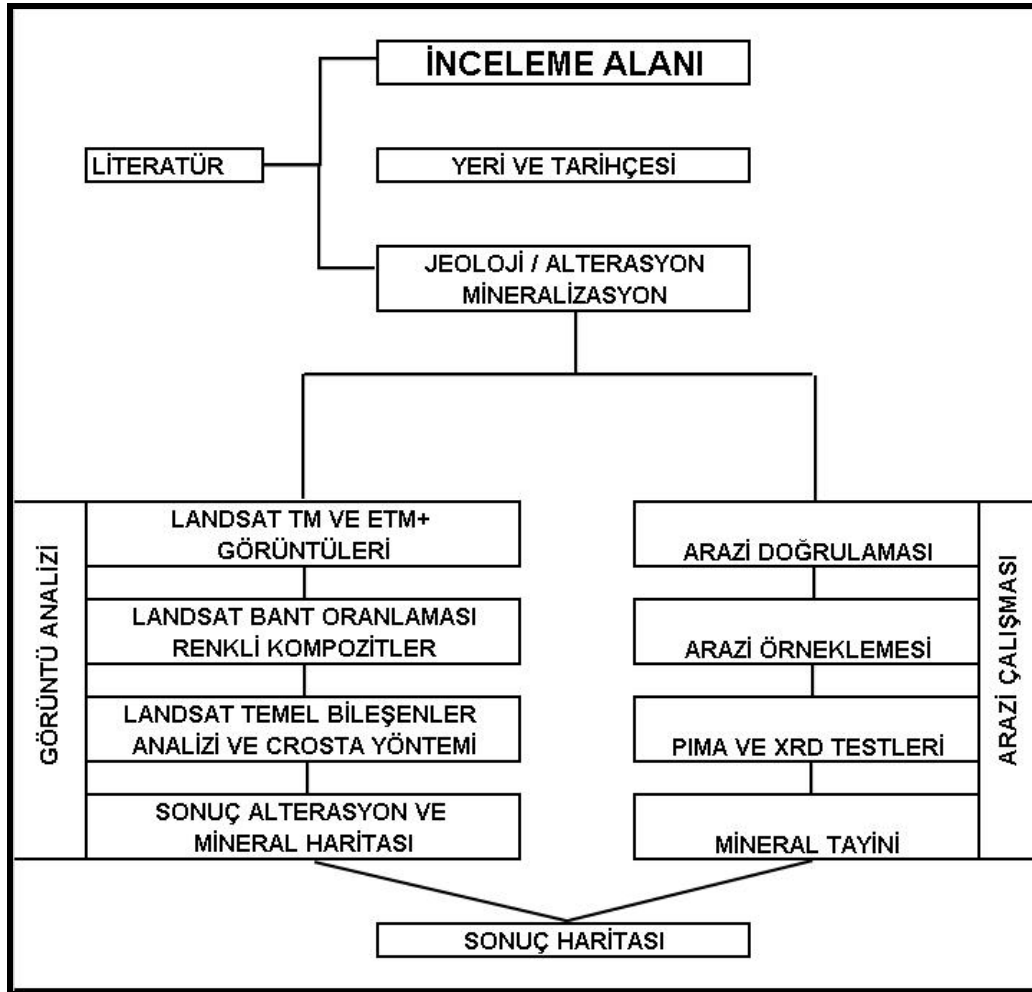 İNCELEME ALANI
LİTERATÜR
YERİ VE TARİHÇESİ
JEOLOJİ / ALTERASYON
MİNERALİZASYON
GÖRÜNTÜ ANALİZİ
LANDSAT TM VE ETM+
GÖRÜNTÜLERİ
LANDSAT BANT ORANLAMASI
RENKLİ KOMPOZİTLER
LANDSAT TEMEL BİLEŞENLER
ANALİZİ VE CROSTA YÖNTEMİ
SONUÇ ALTERASYON VE
MİNERAL HARİTASI
ARAZİ DOĞRULAMASI
ARAZİ ÖRNEKLEMESİ
PIMA VE XRD TESTLERİ
MİNERAL TAYİNİ
ARAZİ ÇALIŞMASI
SONUÇ HARİTASI